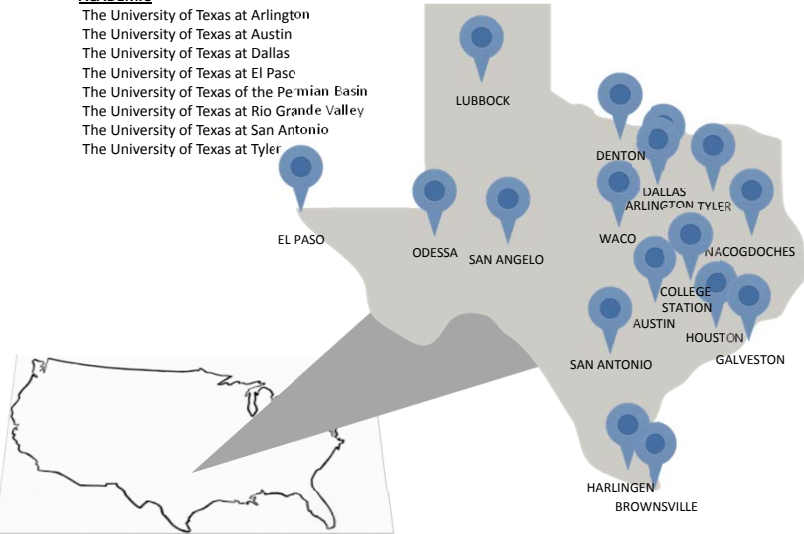 ACADEMIC
The University of Texas at Arlington
The University of Texas at Austin
The University of Texas at Dallas
The University of Texas at El Paso
The University of Texas of the Permian Basin
The University of Texas at Rio Grande Valley
The University of Texas at San Antonio
The University of Texas at Tyler
LUBBOCK
DENTON
DALLAS
ARLINGTON TYLER
EL PASO
ODESSA
SAN ANGELO
WACO
NACOGDOCHES
COLLEGE
STATION
AUSTIN
HOUSTON
GALVESTON
SAN ANTONIO
HARLINGEN
BROWNSVILLE